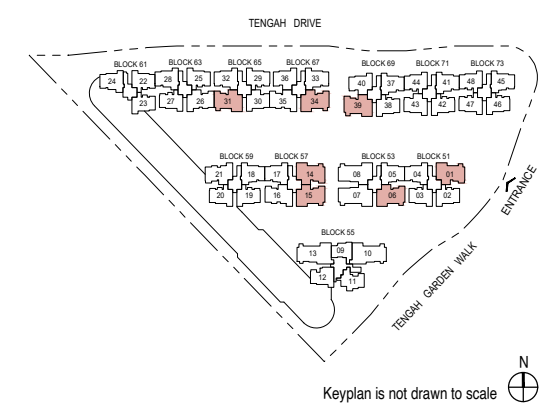 TENGAH DRIVE
BLOCK 61 BLOCK 63 BLOCK 65 BLOCK 67 BLOCK 69 BLOCK 71 BLOCK 73
24 22 28 25 32 29 36 33 40 37 44 41 48 45
23 27 26 31 30 35 34 39 38 43 42 47 46
BLOCK 59 BLOCK 57 BLOCK 53 BLOCK 51
21 18 17 14 08 05 04 01
20 19 16 15 07 06 03 02
ENTRANCE
BLOCK 55
13 09 10
12 11
TENGAH GARDEN WALK
N
Keyplan is not drawn to scale